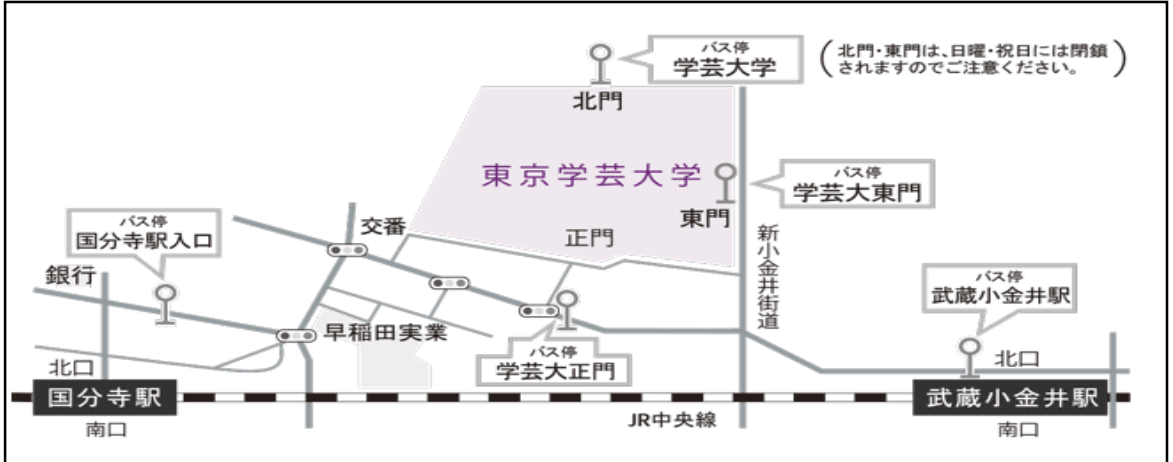 バス停
学芸大学
(北門・東門は、日曜・祝日には閉鎖
されますのでご注意ください。)
北門
東京学芸大学
バス停
学芸大東門
東門
バス停
国分寺駅入口
交番
正門
新小金井街道
銀行
バス停
武蔵小金井駅
早稲田実業
バス停
学芸大正門
北口
北口
国分寺駅
武蔵小金井駅
JR中央線
南口
南口